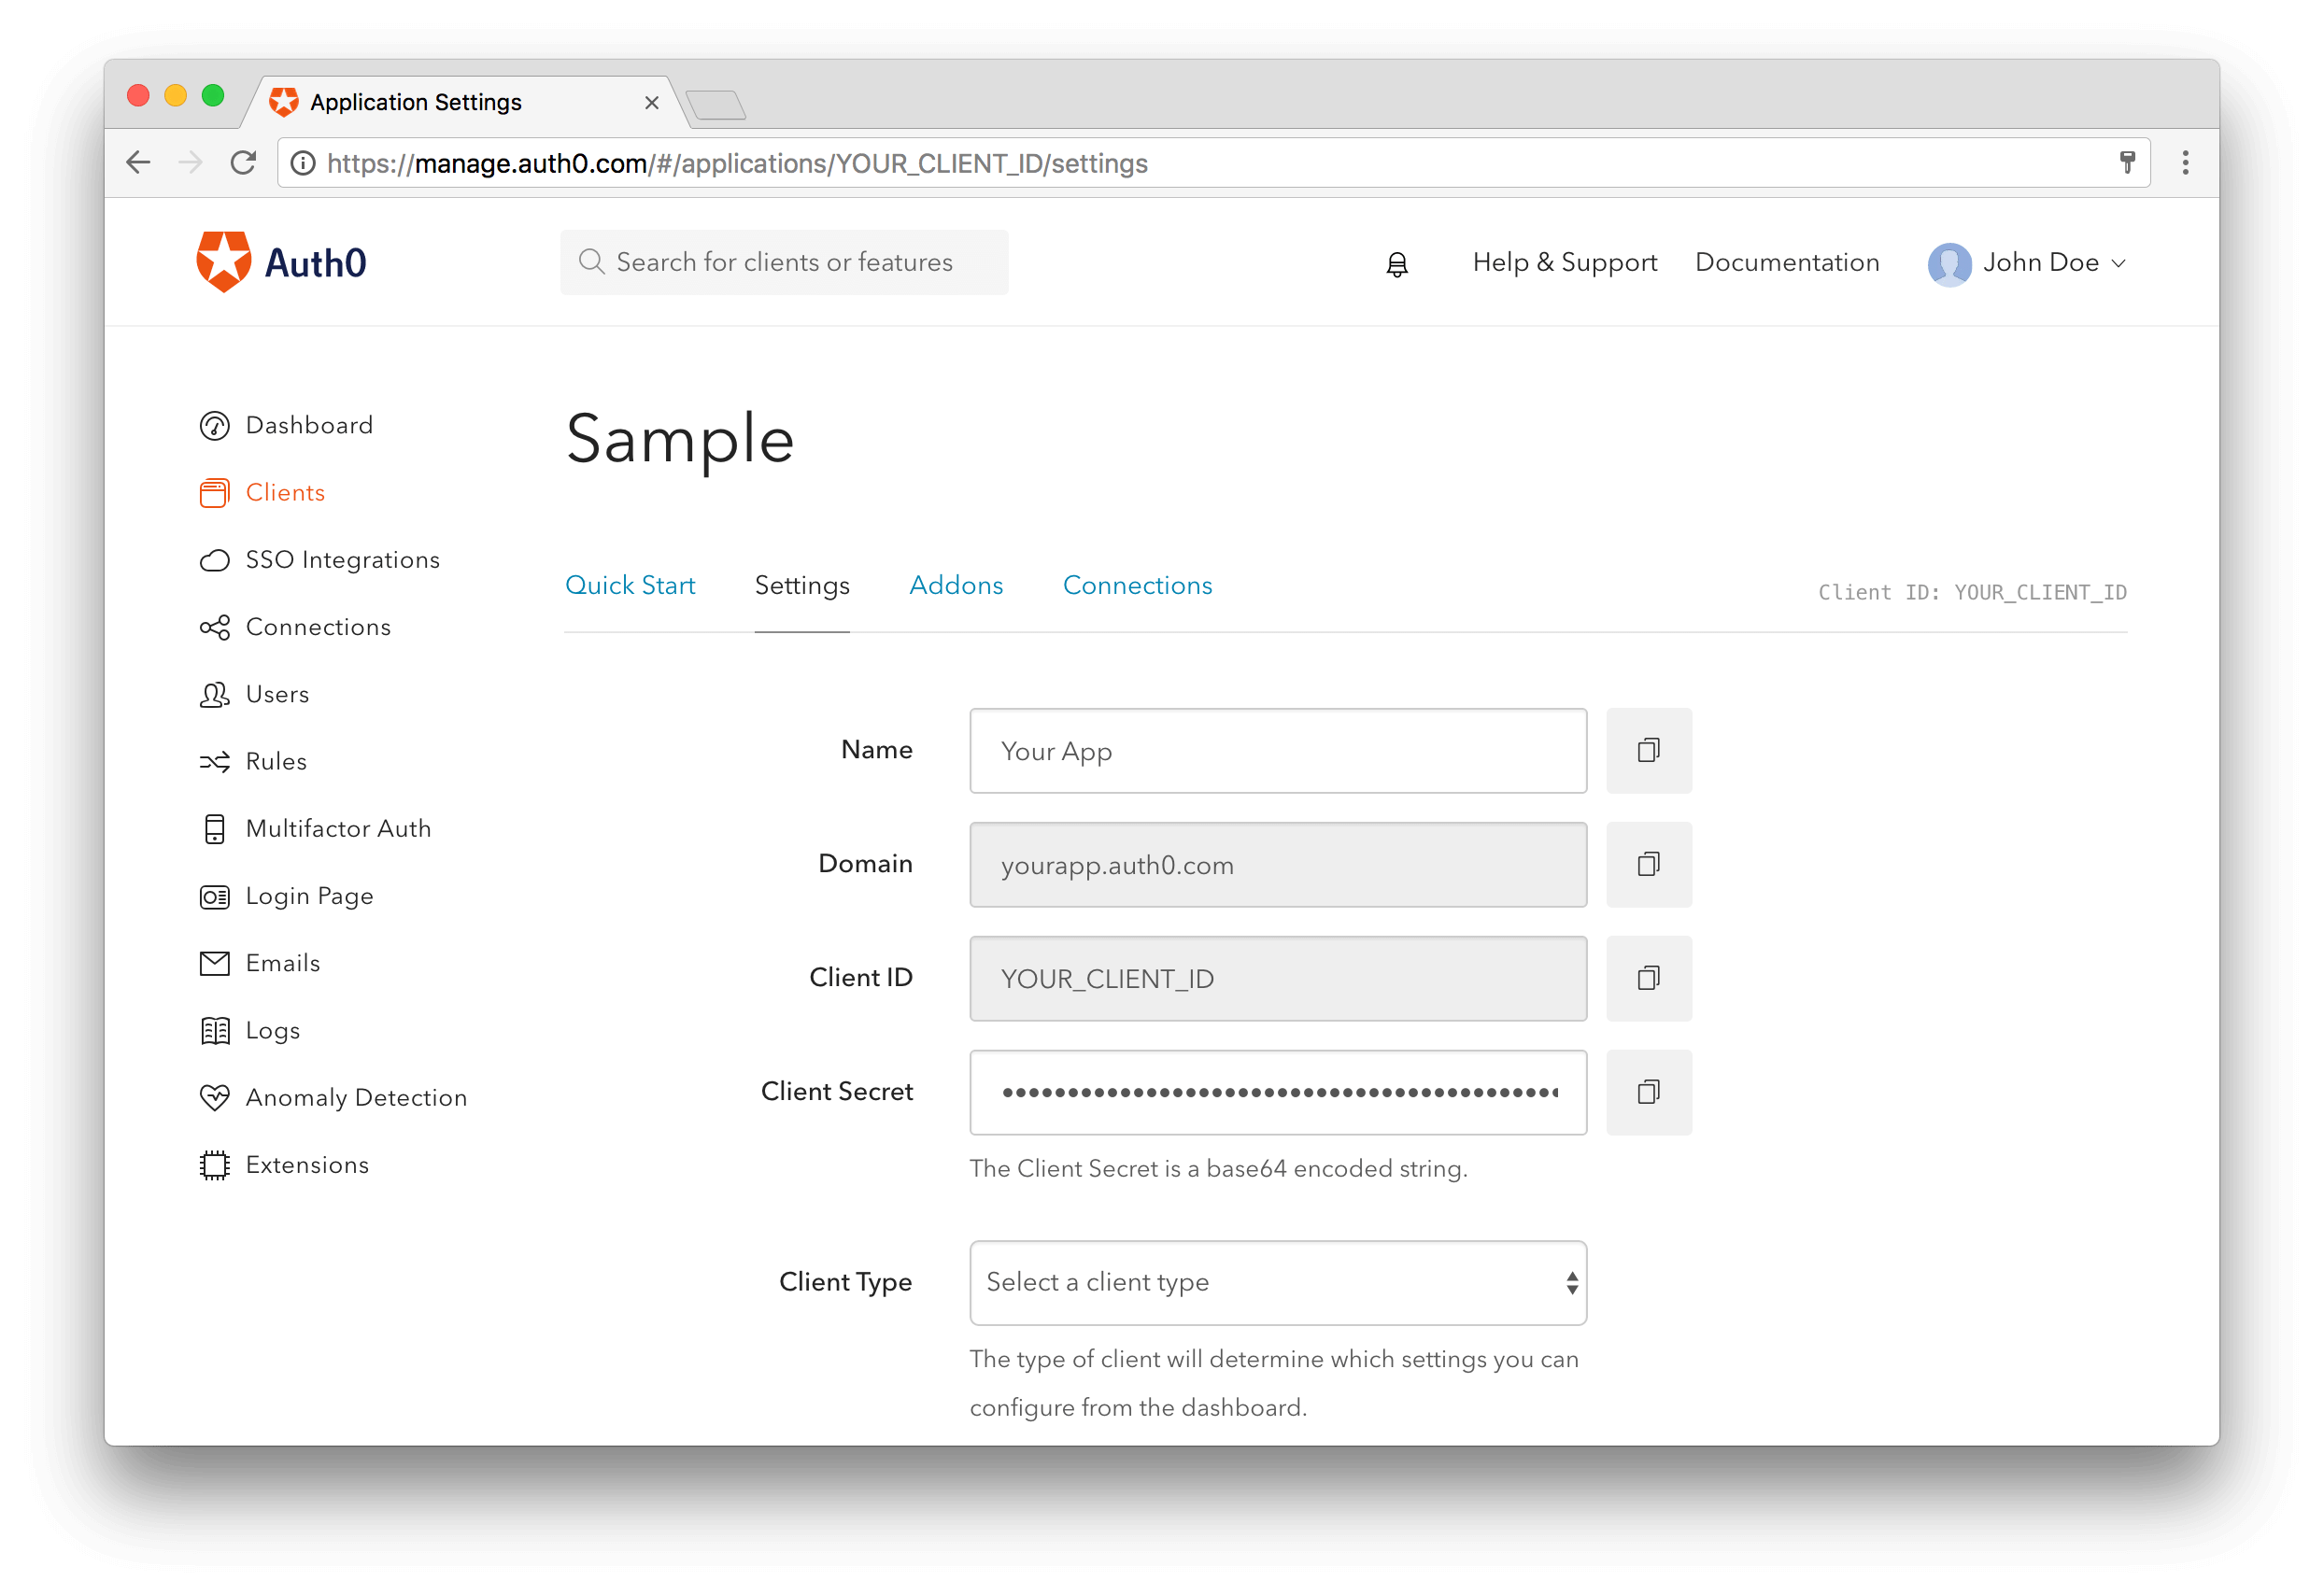 Application Settings
https://manage.auth0.com/#/applications/YOUR_CLIENT_ID/settings
Auth0
Search for clients or features
Help & Support
Documentation
John Doe
Dashboard
Clients
SSO Integrations
Connections
Users
Rules
Multifactor Auth
Login Page
Emails
Logs
Anomaly Detection
Extensions
Sample
Quick Start
Settings
Addons
Connections
Client ID: YOUR_CLIENT_ID
Name
Your App
Domain
yourapp.auth0.com
Client ID
YOUR_CLIENT_ID
Client Secret
The Client Secret is a base64 encoded string.
Client Type
Select a client type
The type of client will determine which settings you can
configure from the dashboard.